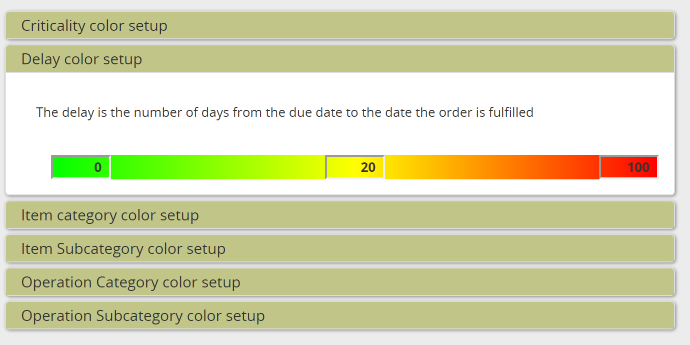 Criticality color setup
Delay color setup
The delay is the number of days from the due date to the date the order is fulfilled
0 20 100
Item category color setup
Item Subcategory color setup
Operation Category color setup
Operation Subcategory color setup